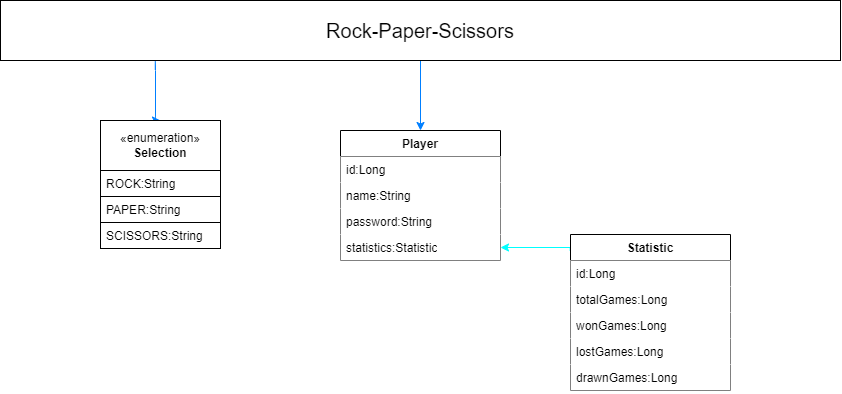 Rock-Paper-Scissors
«enumeration»
Selection
ROCK:String
PAPER:String
SCISSORS:String
Player
id:Long
name:String
password:String
statistics:Statistic
Statistic
id:Long
totalGames:Long
wonGames:Long
lostGames:Long
drawnGames:Long